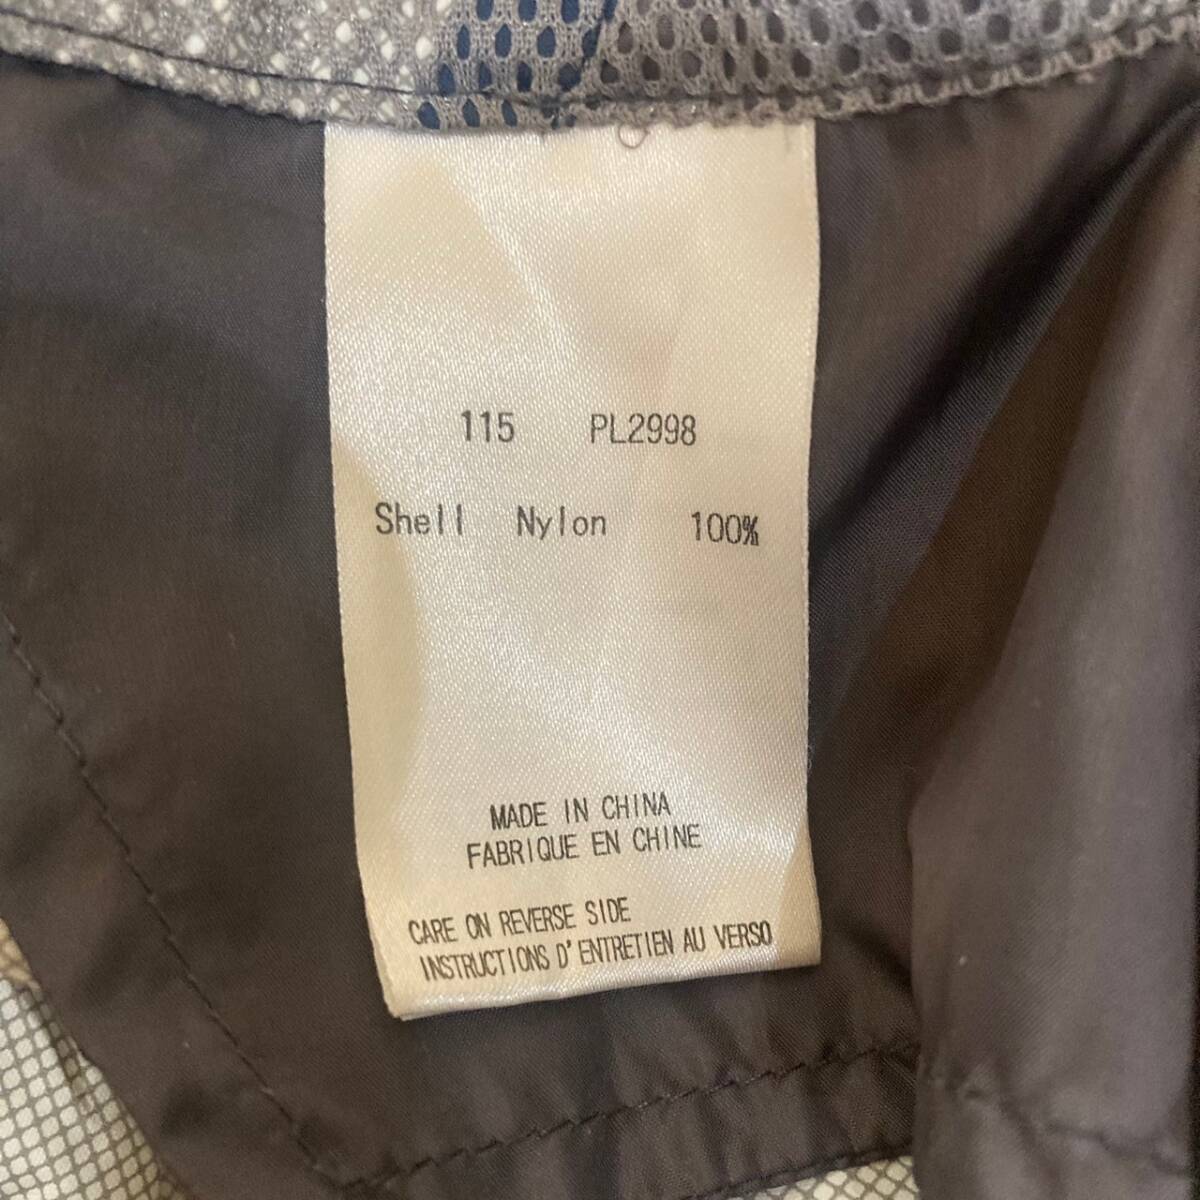 115 PL2998
Shell Nylon 100%
MADE IN CHINA
FABRIQUE EN CHINE
CARE ON REVERSE SIDE
INSTRUCTIONS D'ENTRETIEN AU VERSO